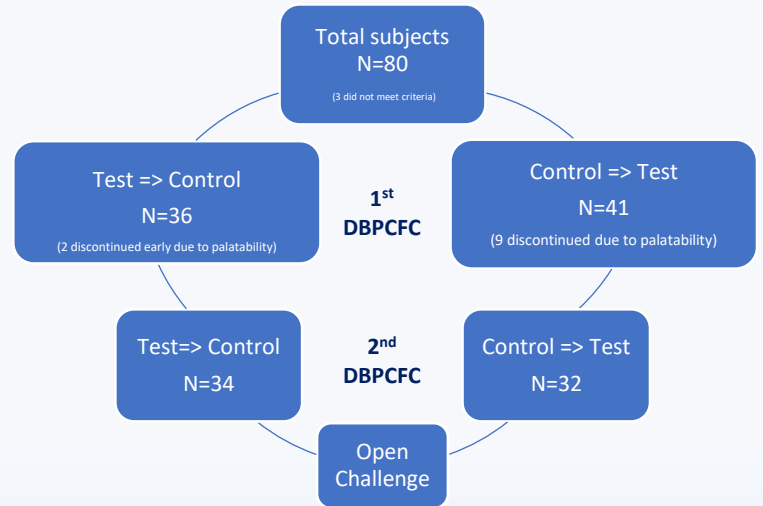 Total subjects
N=80
(3 did not meet criteria)
Test => Control
N=36
(2 discontinued early due to palatability)
1st
DBPCFC
Control => Test
N=41
(9 discontinued due to palatability)
Test=> Control
N=34
2nd
DBPCFC
Control => Test
N=32
Open
Challenge